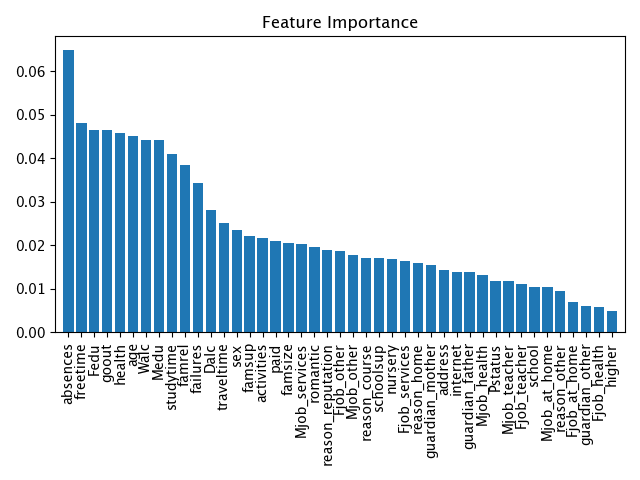 Feature Importance
0.06
0.05
0.04
0.03
0.02
0.01
0.00
absences
freetime
Fedu
goout
health
age
Walc
Medu
studytime
famrel
failures
Dalc
traveltime
sex
famsup
activities
paid
famsize
Mjob_services
romantic
reason_reputation
Fjob_other
Mjob_other
reason_course
schoolsup
nursery
Fjob_services
reason_home
guardian_mother
address
internet
guardian_father
Mjob_health
Pstatus
Mjob_teacher
Fjob_teacher
school
Mjob_at_home
reason_other
Fjob_at_home
guardian_other
Fjob_health
higher